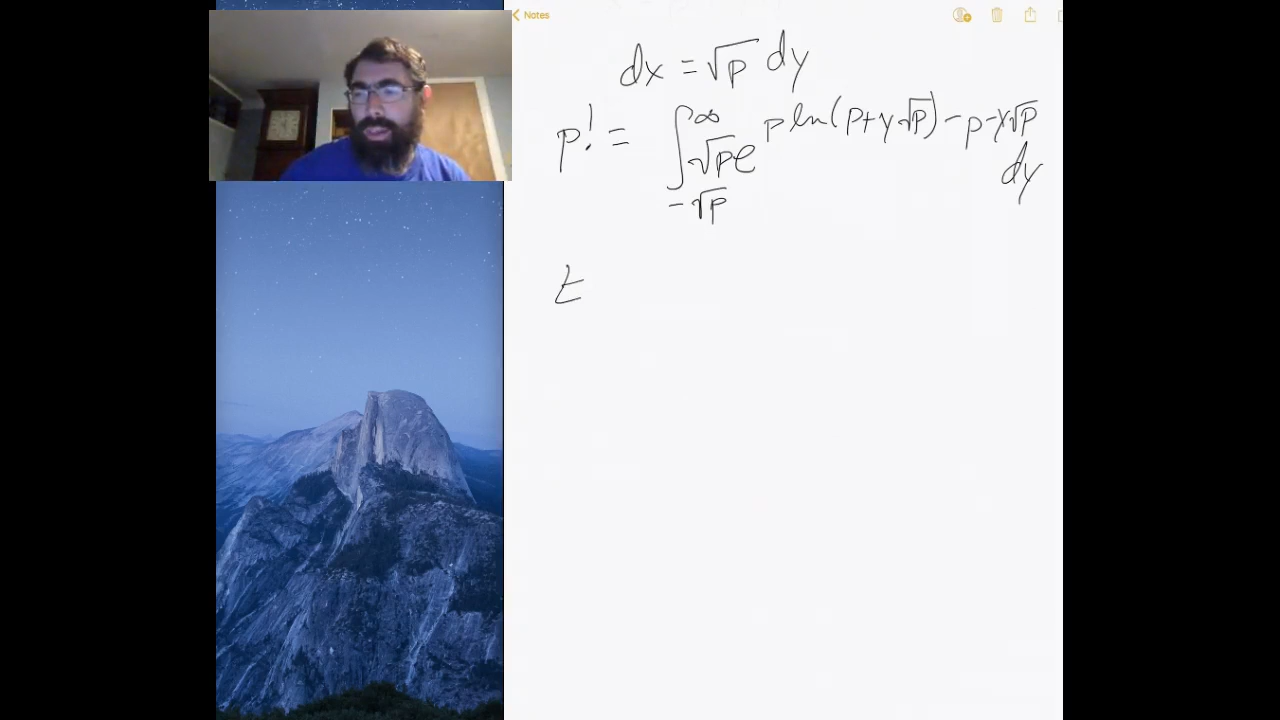 Notes
dx = √p dy
p! = ∫_{-√p}^{∞} √p e^{p ln(p+y√p) - p - y√p} dy
t